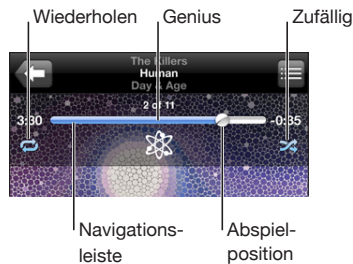 Wiederholen Genius Zufällig
The Killers
Human
Day & Age
2 of 11
3:30 -0:35
Navigations-
leiste
Abspiel-
position